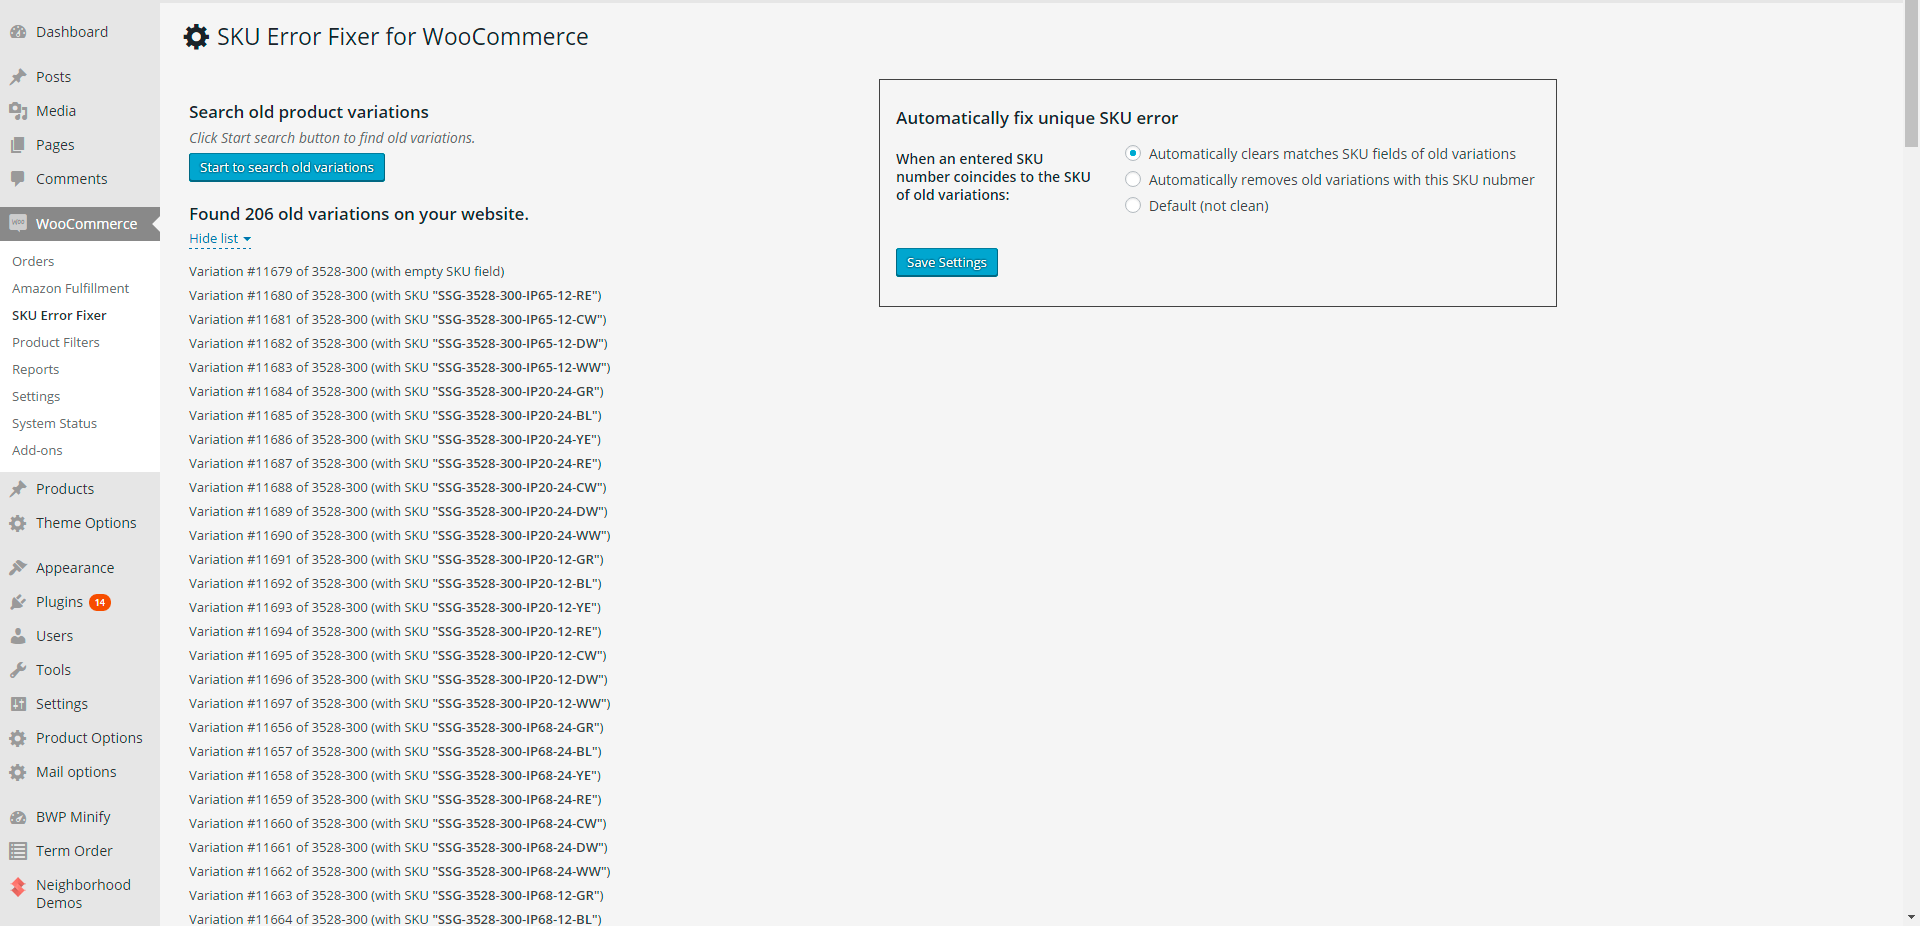 Dashboard
Posts
Media
Pages
Comments
WOO
WooCommerce
Orders
Amazon Fulfillment
SKU Error Fixer
Product Filters
Reports
Settings
System Status
Add-ons
Products
Theme Options
Appearance
Plugins 14
Users
Tools
Settings
Product Options
Mail options
BWP Minify
Term Order
Neighborhood
Demos
SKU Error Fixer for WooCommerce
Search old product variations
Click Start search button to find old variations.
Start to search old variations
Found 206 old variations on your website.
Hide list
Variation #11679 of 3528-300 (with empty SKU field)
Variation #11680 of 3528-300 (with SKU "SSG-3528-300-IP65-12-RE")
Variation #11681 of 3528-300 (with SKU "SSG-3528-300-IP65-12-CW")
Variation #11682 of 3528-300 (with SKU "SSG-3528-300-IP65-12-DW")
Variation #11683 of 3528-300 (with SKU "SSG-3528-300-IP65-12-WW")
Variation #11684 of 3528-300 (with SKU "SSG-3528-300-IP20-24-GR")
Variation #11685 of 3528-300 (with SKU "SSG-3528-300-IP20-24-BL")
Variation #11686 of 3528-300 (with SKU "SSG-3528-300-IP20-24-YE")
Variation #11687 of 3528-300 (with SKU "SSG-3528-300-IP20-24-RE")
Variation #11688 of 3528-300 (with SKU "SSG-3528-300-IP20-24-CW")
Variation #11689 of 3528-300 (with SKU "SSG-3528-300-IP20-24-DW")
Variation #11690 of 3528-300 (with SKU "SSG-3528-300-IP20-24-WW")
Variation #11691 of 3528-300 (with SKU "SSG-3528-300-IP20-12-GR")
Variation #11692 of 3528-300 (with SKU "SSG-3528-300-IP20-12-BL")
Variation #11693 of 3528-300 (with SKU "SSG-3528-300-IP20-12-YE")
Variation #11694 of 3528-300 (with SKU "SSG-3528-300-IP20-12-RE")
Variation #11695 of 3528-300 (with SKU "SSG-3528-300-IP20-12-CW")
Variation #11696 of 3528-300 (with SKU "SSG-3528-300-IP20-12-DW")
Variation #11697 of 3528-300 (with SKU "SSG-3528-300-IP20-12-WW")
Variation #11656 of 3528-300 (with SKU "SSG-3528-300-IP68-24-GR")
Variation #11657 of 3528-300 (with SKU "SSG-3528-300-IP68-24-BL")
Variation #11658 of 3528-300 (with SKU "SSG-3528-300-IP68-24-YE")
Variation #11659 of 3528-300 (with SKU "SSG-3528-300-IP68-24-RE")
Variation #11660 of 3528-300 (with SKU "SSG-3528-300-IP68-24-CW")
Variation #11661 of 3528-300 (with SKU "SSG-3528-300-IP68-24-DW")
Variation #11662 of 3528-300 (with SKU "SSG-3528-300-IP68-24-WW")
Variation #11663 of 3528-300 (with SKU "SSG-3528-300-IP68-12-GR")
Variation #11664 of 3528-300 (with SKU "SSG-3528-300-IP68-12-BL")
Automatically fix unique SKU error
When an entered SKU
number coincides to the SKU
of old variations:
Automatically clears matches SKU fields of old variations
Automatically removes old variations with this SKU nubmer
Default (not clean)
Save Settings